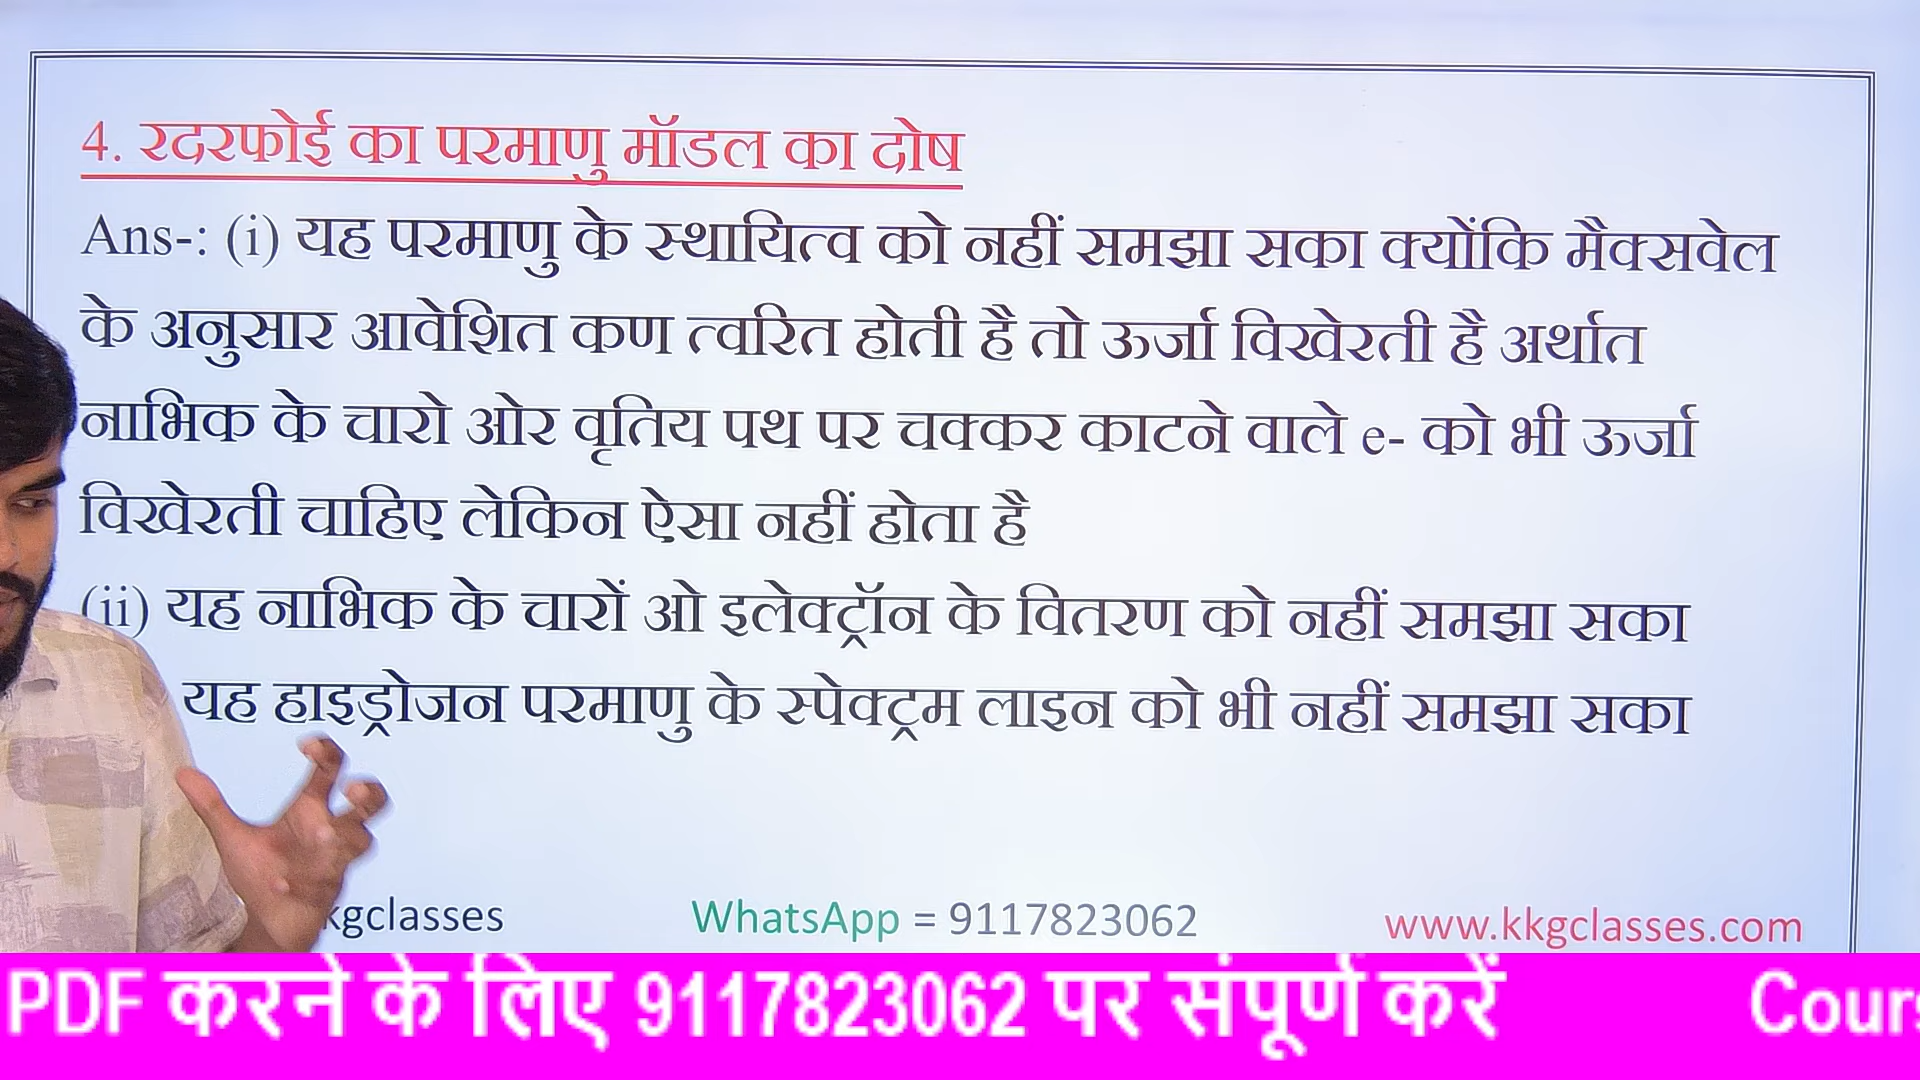 4. रदरफोर्ई का परमाणु मॉडल का दोष
Ans-: (i) यह परमाणु के स्थायित्व को नहीं समझा सका क्योंकि मैक्सवेल
के अनुसार आवेशित कण त्वरित होती है तो ऊर्जा विखेरती है अर्थात
नाभिक के चारो ओर वृतिय पथ पर चक्कर काटने वाले e- को भी ऊर्जा
विखेरती चाहिए लेकिन ऐसा नहीं होता है
(ii) यह नाभिक के चारों ओ इलेक्ट्रॉन के वितरण को नहीं समझा सका
यह हाइड्रोजन परमाणु के स्पेक्ट्रम लाइन को भी नहीं समझा सका
kgclasses WhatsApp = 9117823062 www.kkgclasses.com
PDF करने के लिए 9117823062 पर संपूर्ण करें Cours